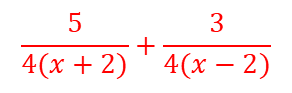 5/(4(x + 2)) + 3/(4(x − 2))